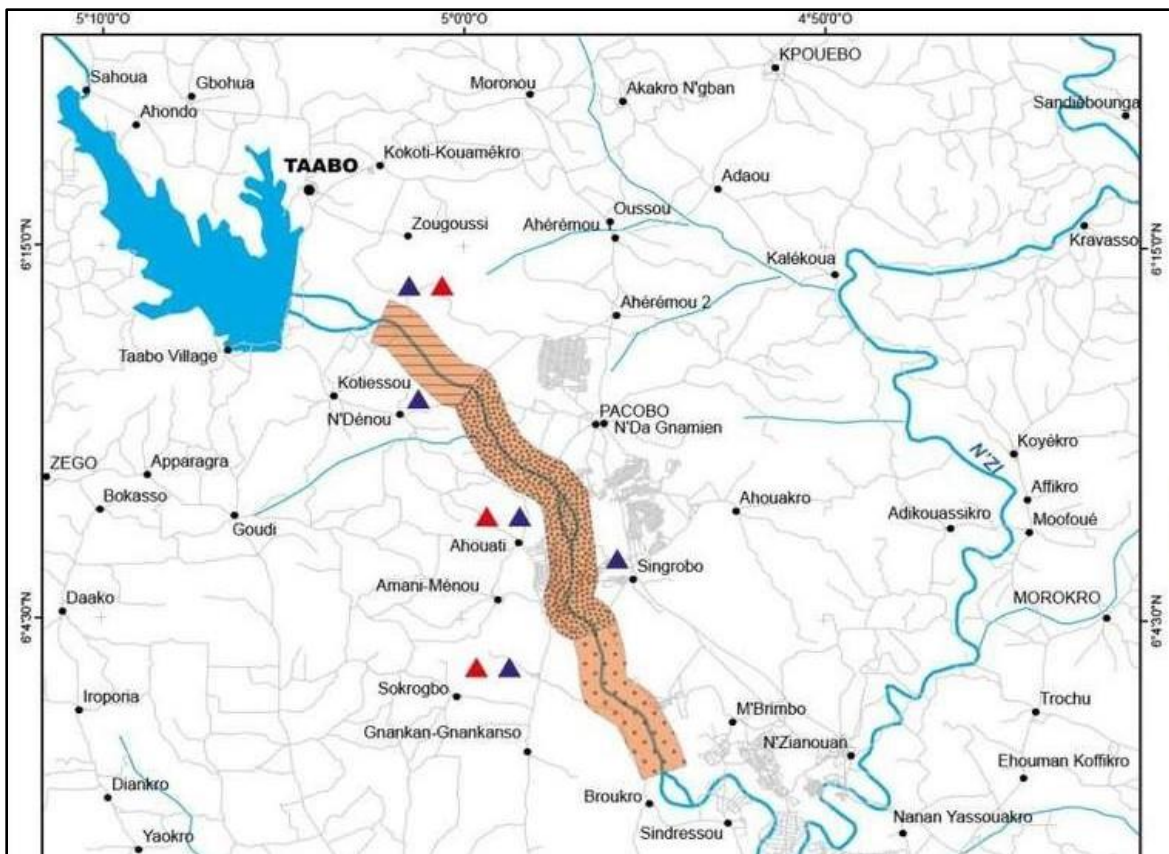 5°10'0"O
5°0'0"O
4°50'0"O
KPOUEBO
Sahoua
Gbohua
Moronou
Akakro N'gban
Sandiébounga
Ahondo
TAABO
Kokoti-Kouamékro
Adaou
Oussou
Zougoussi
Ahérémou
Kravasso
6°15'0"N
6°15'0"N
Kalékoua
Ahérémou 2
Taabo Village
Kotiessou
N'Dénou
PACOBO
N'Da Gnamien
Koyékro
N'ZI
ZEGO
Apparagra
Bokasso
Goudi
Ahouakro
Affikro
Adikouassikro
Moofoué
Ahouati
Singrobo
Amani-Ménou
Daako
MOROKRO
6°4'30"N
6°4'30"N
Sokrogbo
Iroporia
M'Brimbo
Trochu
Gnankan-Gnankanso
N'Zianouan
Ehouman Koffikro
Diankro
Broukro
Sindressou
Nanan Yassouakro
Yaokro